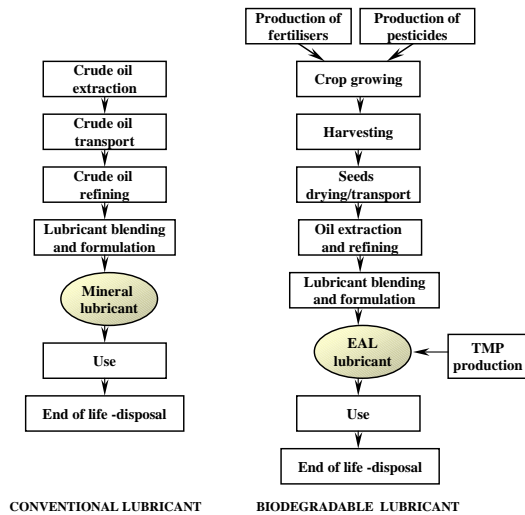 Crude oil
extraction
Crude oil
transport
Crude oil
refining
Lubricant blending
and formulation
Mineral
lubricant
Use
End of life -disposal
CONVENTIONAL LUBRICANT
Production of
fertilisers
Production of
pesticides
Crop growing
Harvesting
Seeds
drying/transport
Oil extraction
and refining
Lubricant blending
and formulation
EAL
lubricant
TMP
production
Use
End of life -disposal
BIODEGRADABLE LUBRICANT